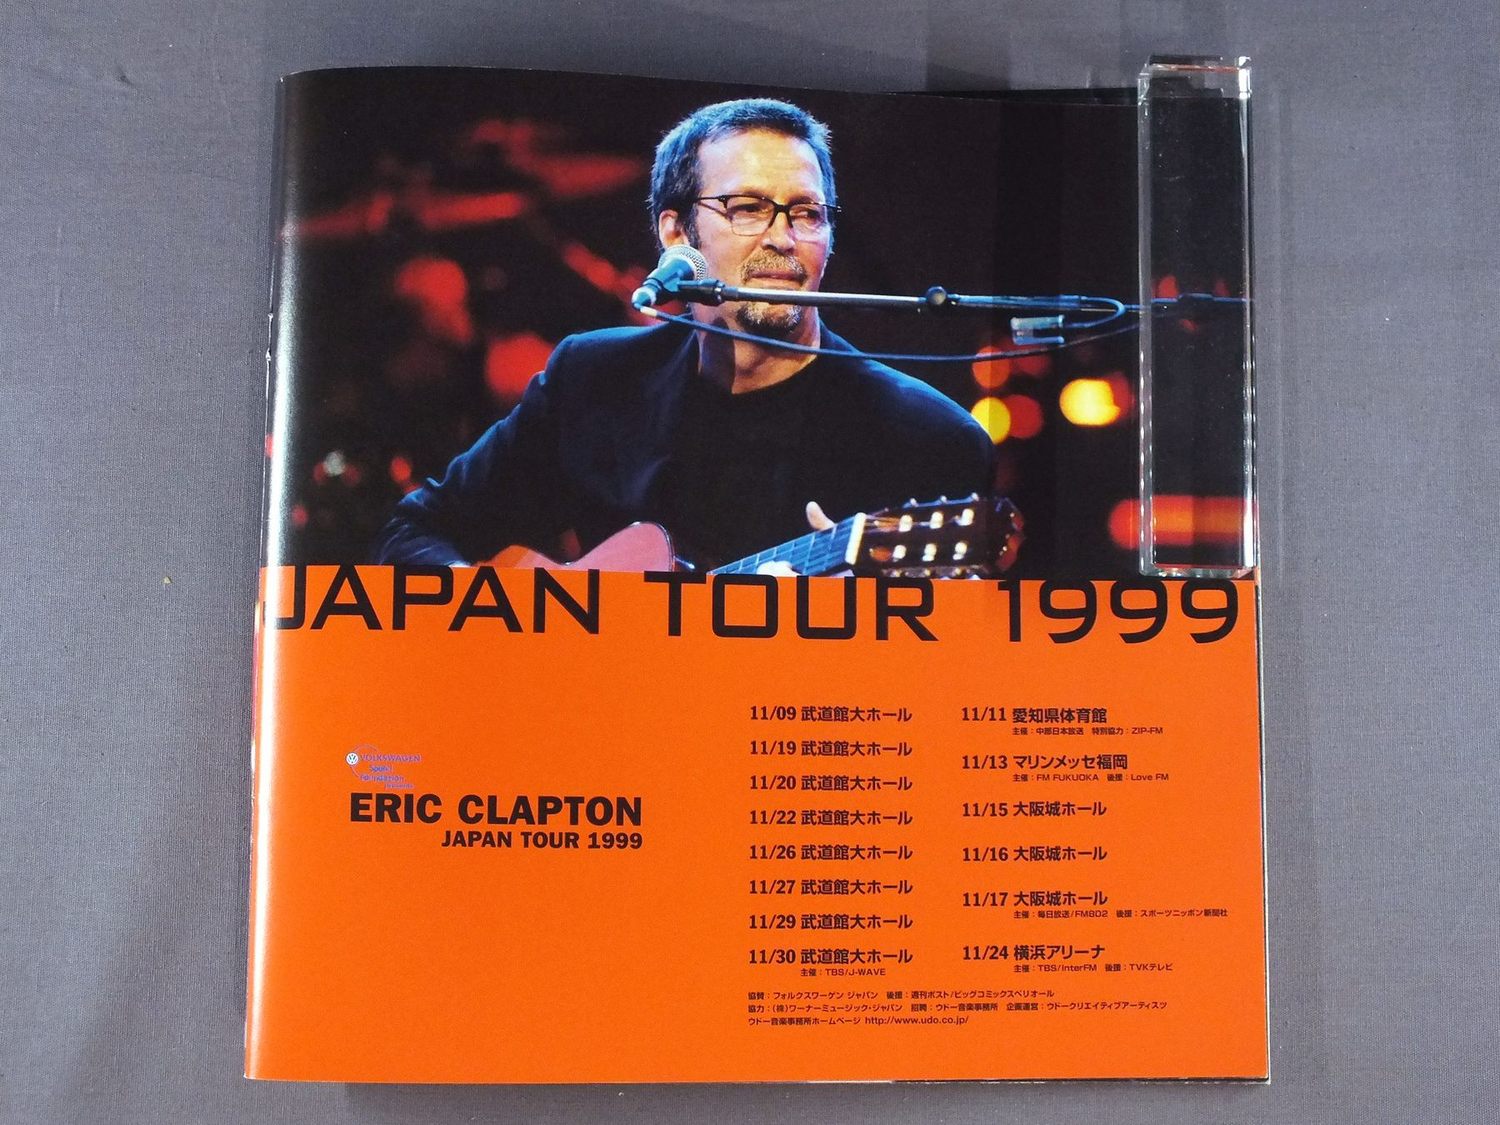 JAPAN TOUR 1999
VOLKSWAGEN
Sound
Foundation
presents
ERIC CLAPTON
JAPAN TOUR 1999
11/09 武道館大ホール
11/19 武道館大ホール
11/20 武道館大ホール
11/22 武道館大ホール
11/26 武道館大ホール
11/27 武道館大ホール
11/29 武道館大ホール
11/30 武道館大ホール
主催：TBS/J-WAVE
11/11 愛知県体育館
主催：中部日本放送 特別協力：ZIP-FM
11/13 マリンメッセ福岡
主催：FM FUKUOKA 後援：Love FM
11/15 大阪城ホール
11/16 大阪城ホール
11/17 大阪城ホール
主催：毎日放送/FM802 後援：スポーツニッポン新聞社
11/24 横浜アリーナ
主催：TBS/InterFM 後援：TVKテレビ
協賛：フォルクスワーゲン ジャパン 後援：週刊ポスト/ビッグコミックスペリオール
協力：(株)ワーナーミュージック・ジャパン 招聘：ウドー音楽事務所 企画運営：ウドークリエイティブアーティスツ
ウドー音楽事務所ホームページ http://www.udo.co.jp/